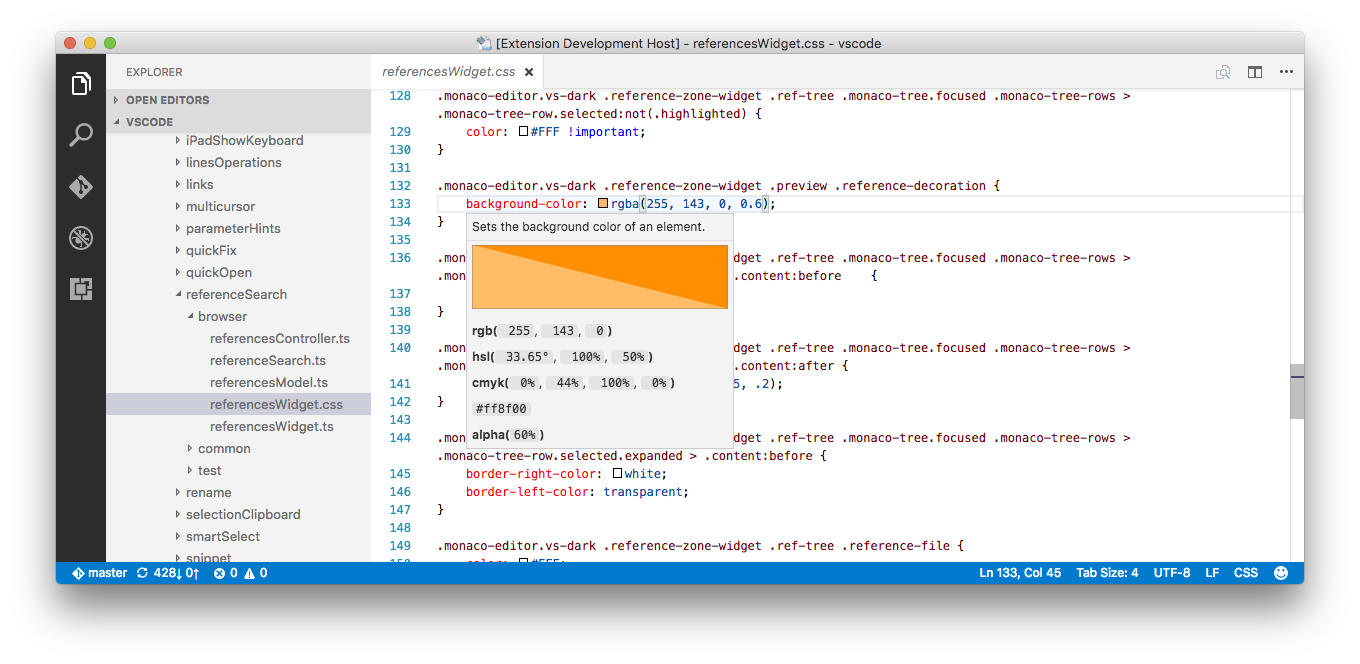 [Extension Development Host] - referencesWidget.css - vscode
EXPLORER
OPEN EDITORS
VSCODE
iPadShowKeyboard
linesOperations
links
multicursor
parameterHints
quickFix
quickOpen
referenceSearch
browser
referencesController.ts
referenceSearch.ts
referencesModel.ts
referencesWidget.css
referencesWidget.ts
common
test
rename
selectionClipboard
smartSelect
snippet
referencesWidget.css ×
128 .monaco-editor.vs-dark .reference-zone-widget .ref-tree .monaco-tree.focused .monaco-tree-rows >
.monaco-tree-row.selected:not(.highlighted) {
129 color: #FFF !important;
130 }
131
132 .monaco-editor.vs-dark .reference-zone-widget .preview .reference-decoration {
133 background-color: rgba(255, 143, 0, 0.6);
134 }
135
136 .mon dget .ref-tree .monaco-tree.focused .monaco-tree-rows >
.mon .content:before {
137
138 }
139
140 .mon dget .ref-tree .monaco-tree.focused .monaco-tree-rows >
.mon .content:after {
141 5, .2);
142 }
143
144 .mon dget .ref-tree .monaco-tree.focused .monaco-tree-rows >
.monaco-tree-row.selected.expanded > .content:before {
145 border-right-color: white;
146 border-left-color: transparent;
147 }
148
149 .monaco-editor.vs-dark .reference-zone-widget .ref-tree .reference-file {
150 color: #FFF;
Sets the background color of an element.
rgb( 255, 143, 0 )
hsl( 33.65°, 100%, 50% )
cmyk( 0%, 44%, 100%, 0% )
#ff8f00
alpha( 60% )
master 428↓ 0↑ 0 0 Ln 133, Col 45 Tab Size: 4 UTF-8 LF CSS